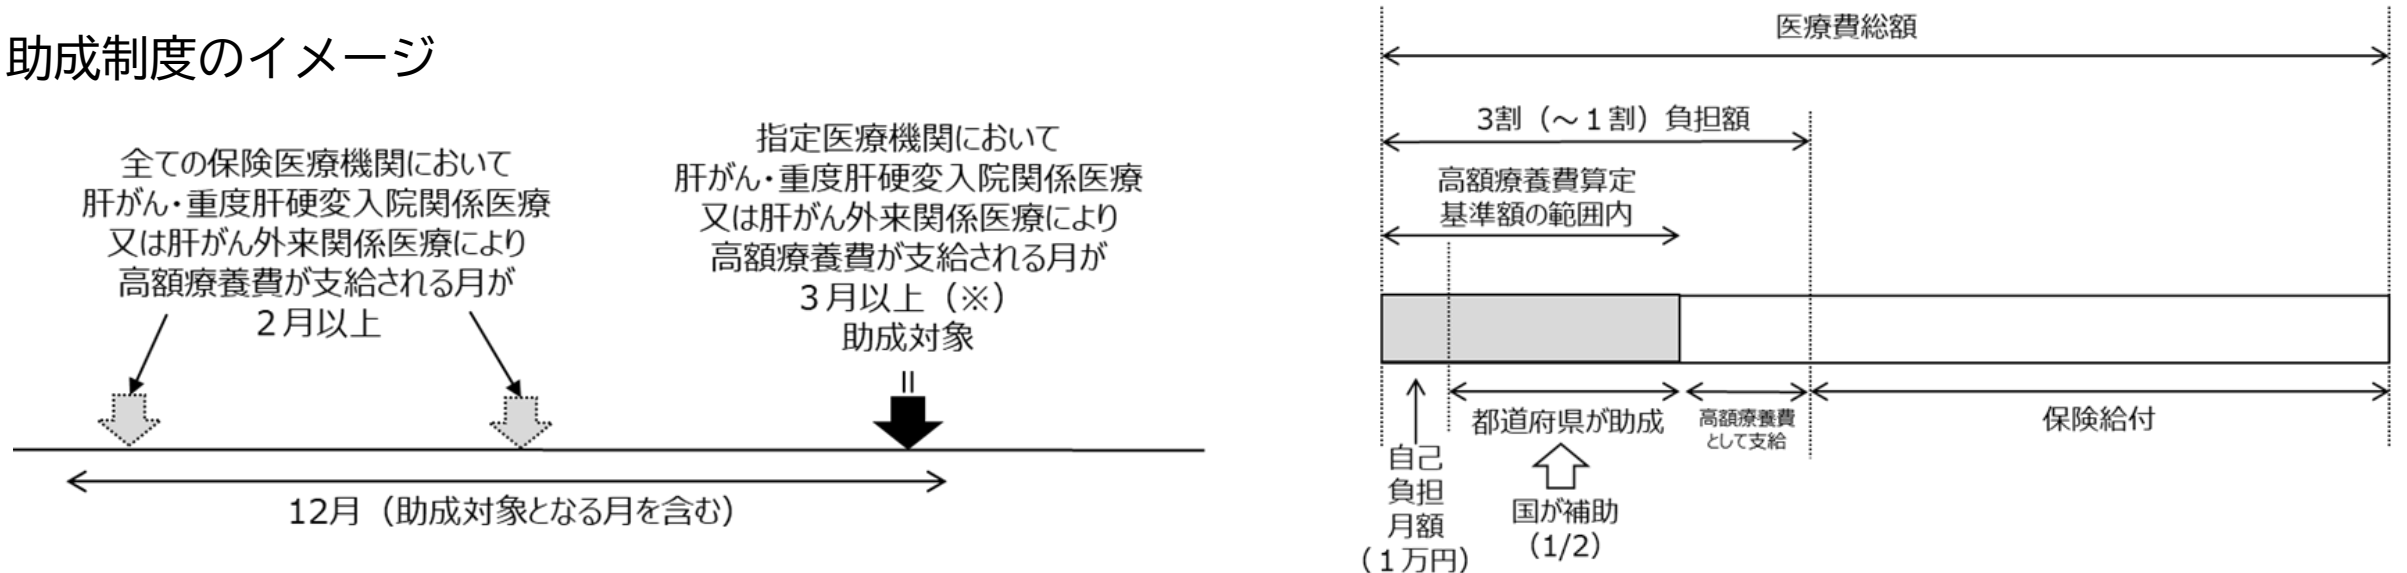 助成制度のイメージ
全ての保険医療機関において
肝がん・重度肝硬変入院関係医療
又は肝がん外来関係医療により
高額療養費が支給される月が
２月以上
指定医療機関において
肝がん・重度肝硬変入院関係医療
又は肝がん外来関係医療により
高額療養費が支給される月が
３月以上（※）
助成対象
12月（助成対象となる月を含む）
医療費総額
3割（～１割）負担額
高額療養費算定
基準額の範囲内
都道府県が助成
高額療養費
として支給
保険給付
自己
負担
月額
（１万円）
国が補助
（1/2）